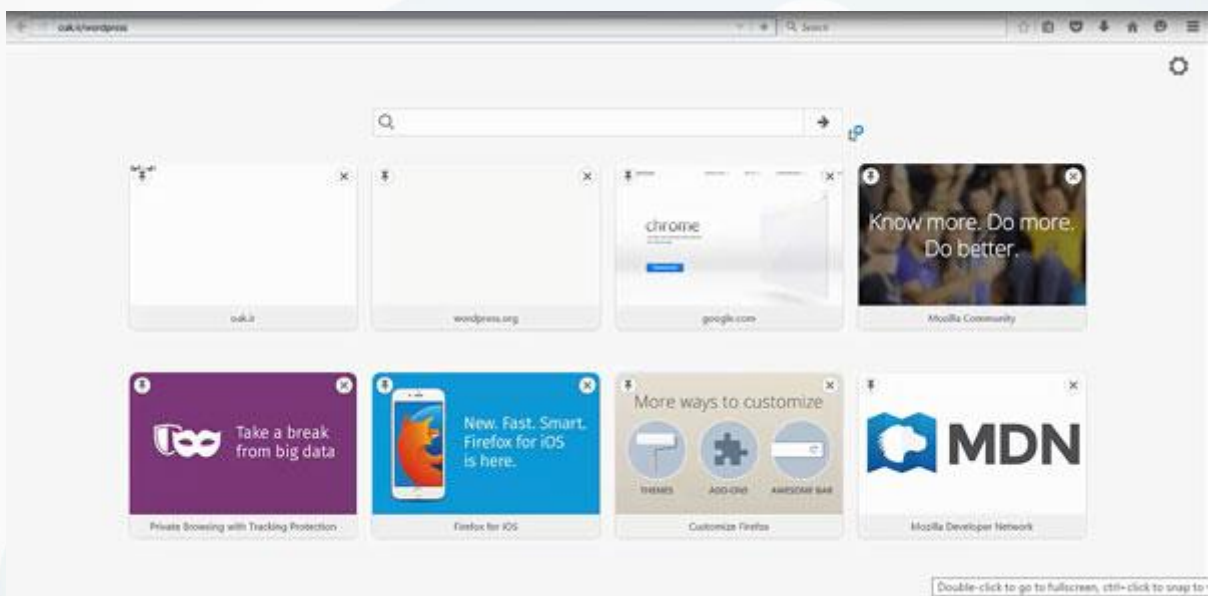 oak.ir/wordpress
Search
oak.ir
wordpress.org
chrome
google.com
Know more. Do more.
Do better.
Mozilla Community
Take a break
from big data
Private Browsing with Tracking Protection
New. Fast. Smart.
Firefox for iOS
is here.
Firefox for iOS
More ways to customize
THEMES
ADD-ONS
AWESOME BAR
Customize Firefox
MDN
Mozilla Developer Network
Double-click to go to fullscreen, ctrl+click to snap to